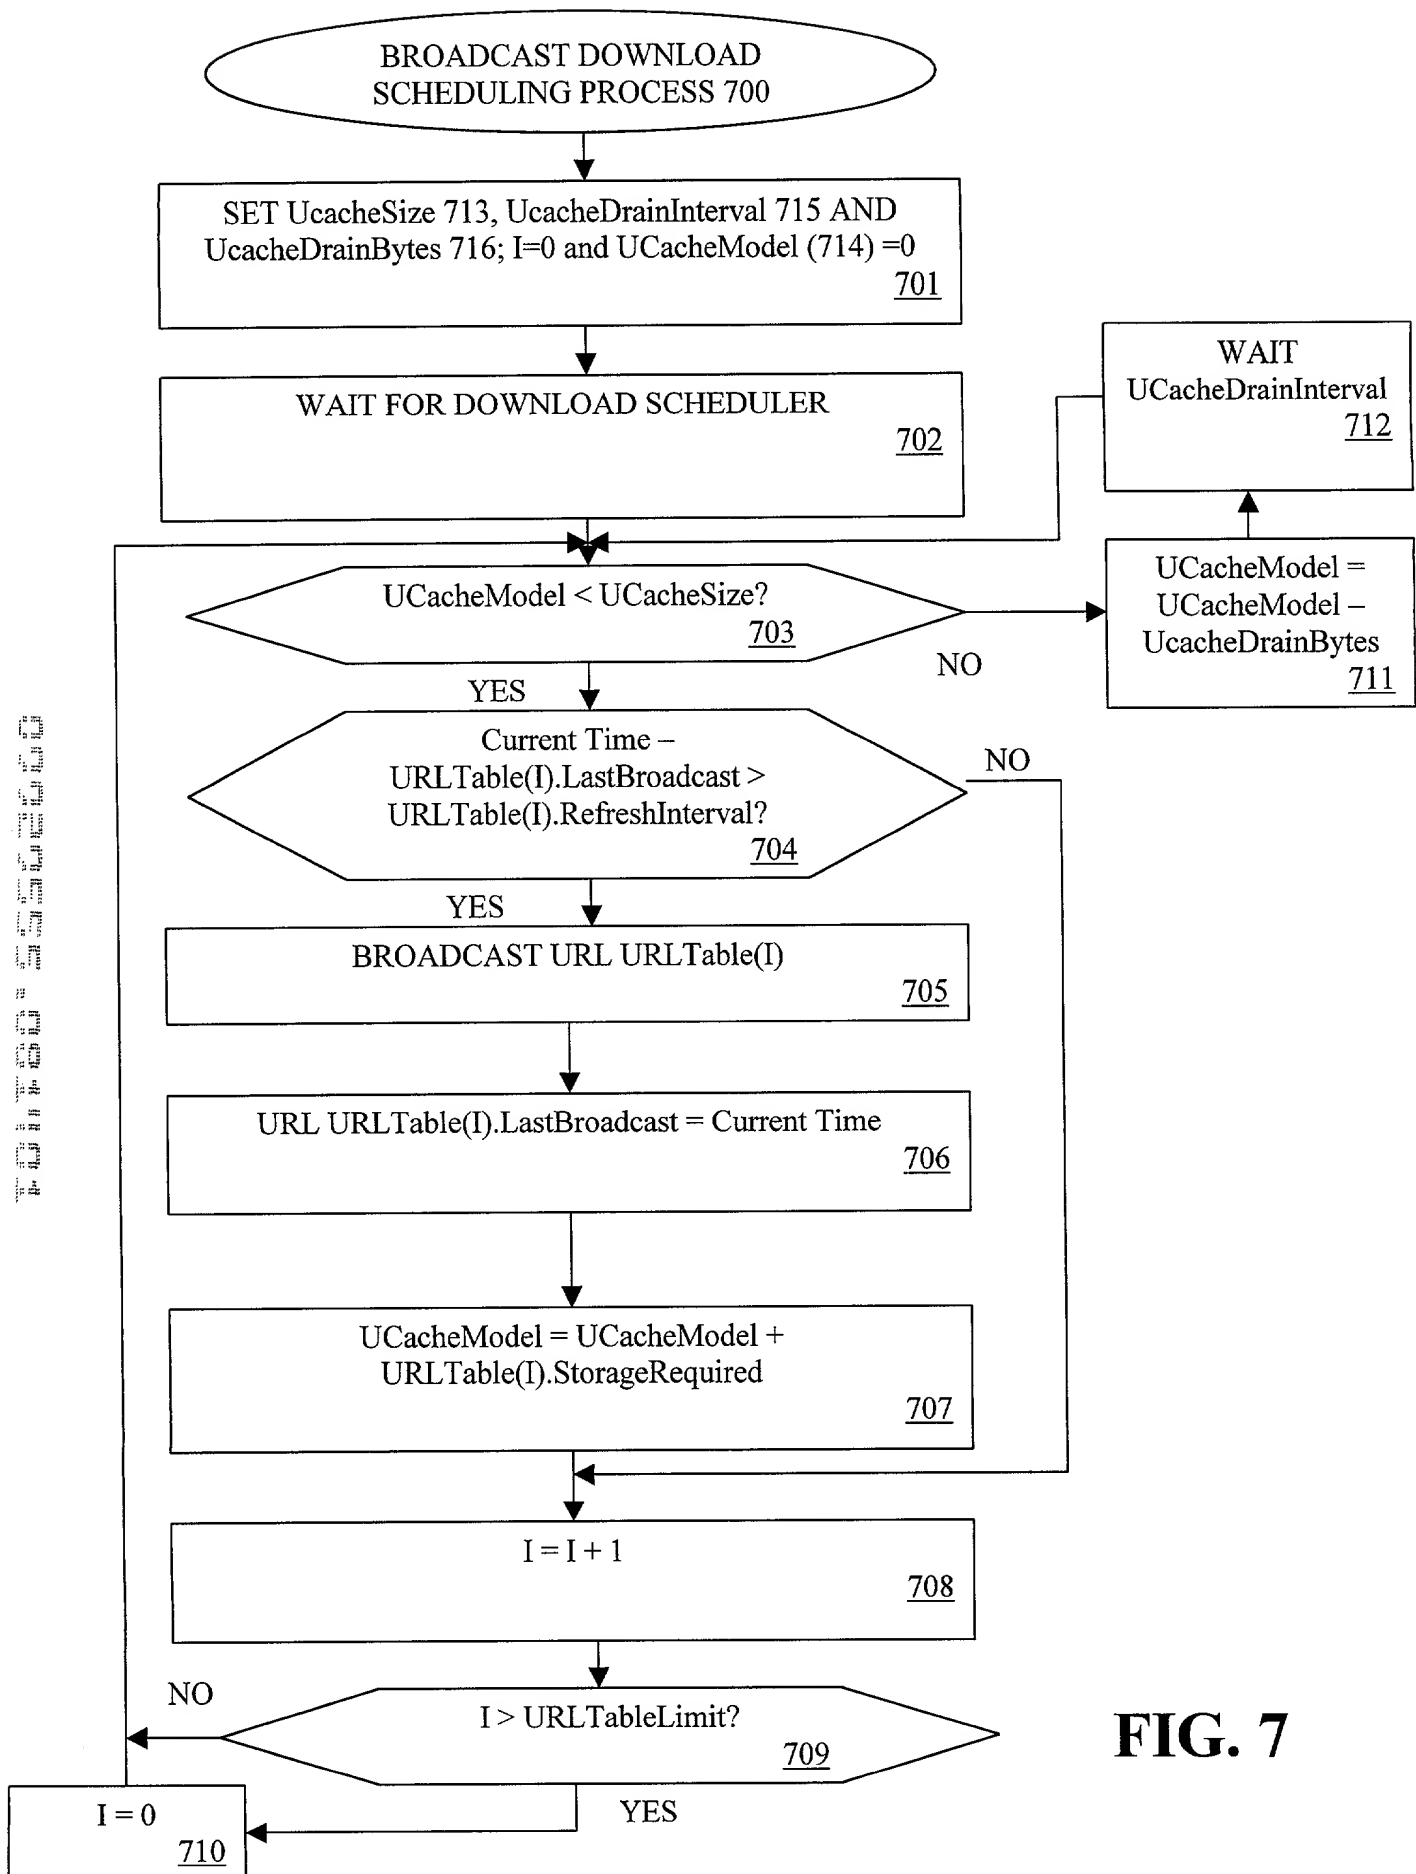 BROADCAST DOWNLOAD
SCHEDULING PROCESS 700
SET UcacheSize 713, UcacheDrainInterval 715 AND
UcacheDrainBytes 716; I=0 and UCacheModel (714) =0
701
WAIT FOR DOWNLOAD SCHEDULER
702
WAIT
UCacheDrainInterval
712
UCacheModel < UCacheSize?
703
NO
YES
UCacheModel =
UCacheModel –
UcacheDrainBytes
711
Current Time –
URLTable(I).LastBroadcast >
URLTable(I).RefreshInterval?
704
NO
YES
BROADCAST URL URLTable(I)
705
URL URLTable(I).LastBroadcast = Current Time
706
UCacheModel = UCacheModel +
URLTable(I).StorageRequired
707
I = I + 1
708
NO
I > URLTableLimit?
709
YES
I = 0
710
FIG. 7